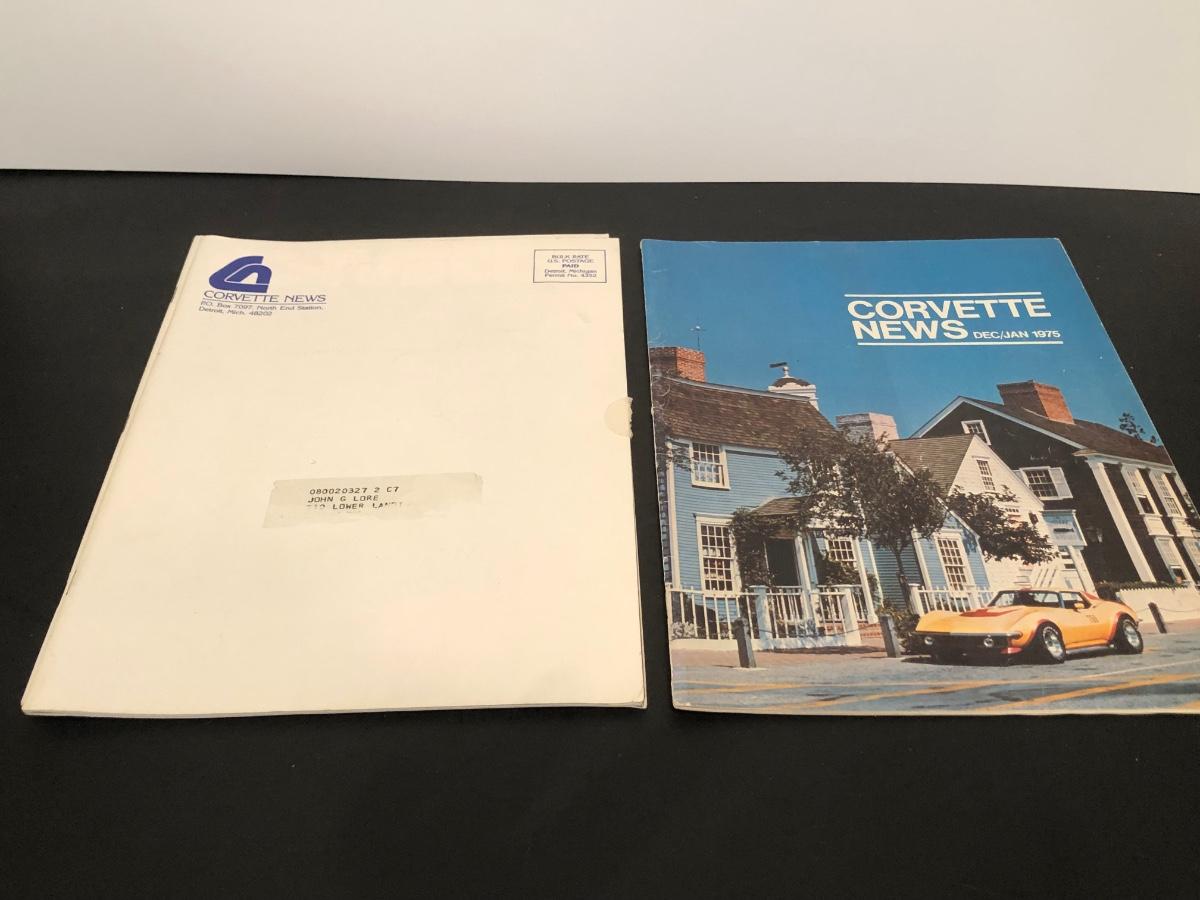 CORVETTE NEWS
P.O. Box 7097, North End Station,
Detroit, Mich. 48202
BULK RATE
U.S. POSTAGE
PAID
Detroit, Michigan
Permit No. 4352
080020327 2 C7
JOHN G LORE
LOWER
CORVETTE
NEWS DEC/JAN 1975